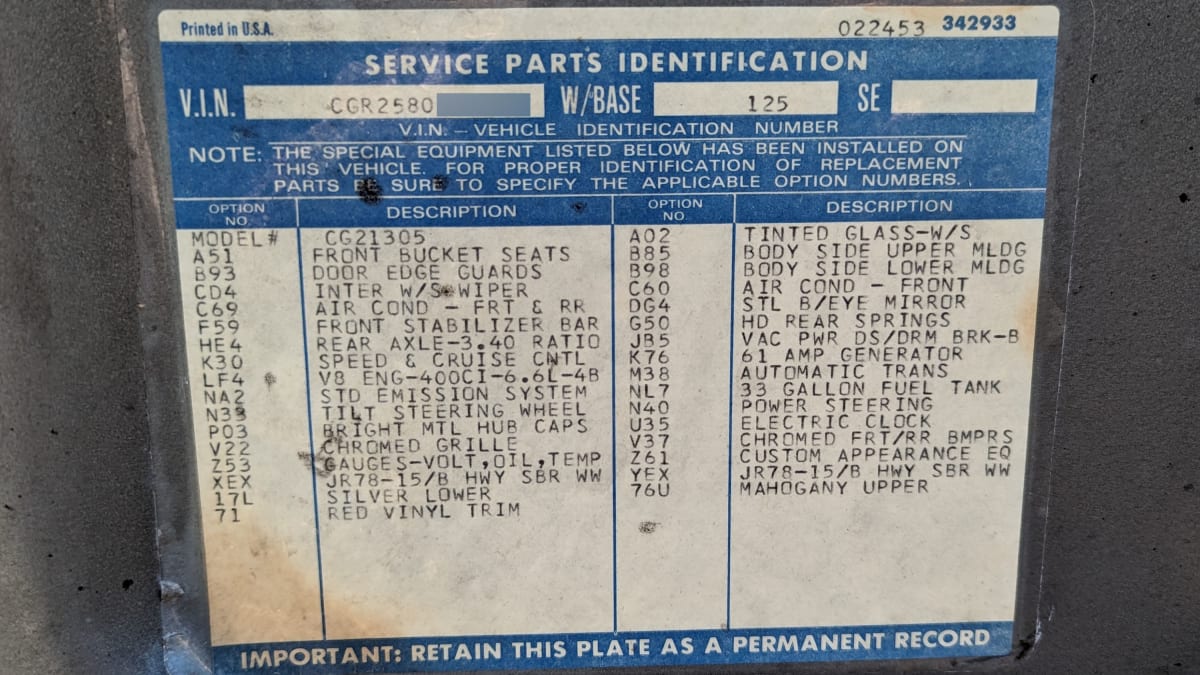 Printed in U.S.A. 022453 342933
SERVICE PARTS IDENTIFICATION
V.I.N. CGR2580 W/BASE 125 SE
V.I.N. — VEHICLE IDENTIFICATION NUMBER
NOTE: THE SPECIAL EQUIPMENT LISTED BELOW HAS BEEN INSTALLED ON
THIS VEHICLE. FOR PROPER IDENTIFICATION OF REPLACEMENT
PARTS BE SURE TO SPECIFY THE APPLICABLE OPTION NUMBERS.
OPTION NO. DESCRIPTION OPTION NO. DESCRIPTION
MODEL# CG21305 A02 TINTED GLASS-W/S
A51 FRONT BUCKET SEATS B85 BODY SIDE UPPER MLDG
B93 DOOR EDGE GUARDS B98 BODY SIDE LOWER MLDG
CD4 INTER W/S WIPER C60 AIR COND - FRONT
C69 AIR COND - FRT & RR DG4 STL B/EYE MIRROR
F59 FRONT STABILIZER BAR G50 HD REAR SPRINGS
HE4 REAR AXLE-3.40 RATIO JB5 VAC PWR DS/DRM BRK-B
K30 SPEED & CRUISE CNTL K76 61 AMP GENERATOR
LF4 V8 ENG-400CI-6.6L-4B M38 AUTOMATIC TRANS
NA2 STD EMISSION SYSTEM NL7 33 GALLON FUEL TANK
N33 TILT STEERING WHEEL N40 POWER STEERING
P03 BRIGHT MTL HUB CAPS U35 ELECTRIC CLOCK
V22 CHROMED GRILLE V37 CHROMED FRT/RR BMPRS
Z53 GAUGES-VOLT,OIL,TEMP Z61 CUSTOM APPEARANCE EQ
XEX JR78-15/B HWY SBR WW YEX JR78-15/B HWY SBR WW
17L SILVER LOWER 76U MAHOGANY UPPER
71 RED VINYL TRIM
IMPORTANT: RETAIN THIS PLATE AS A PERMANENT RECORD